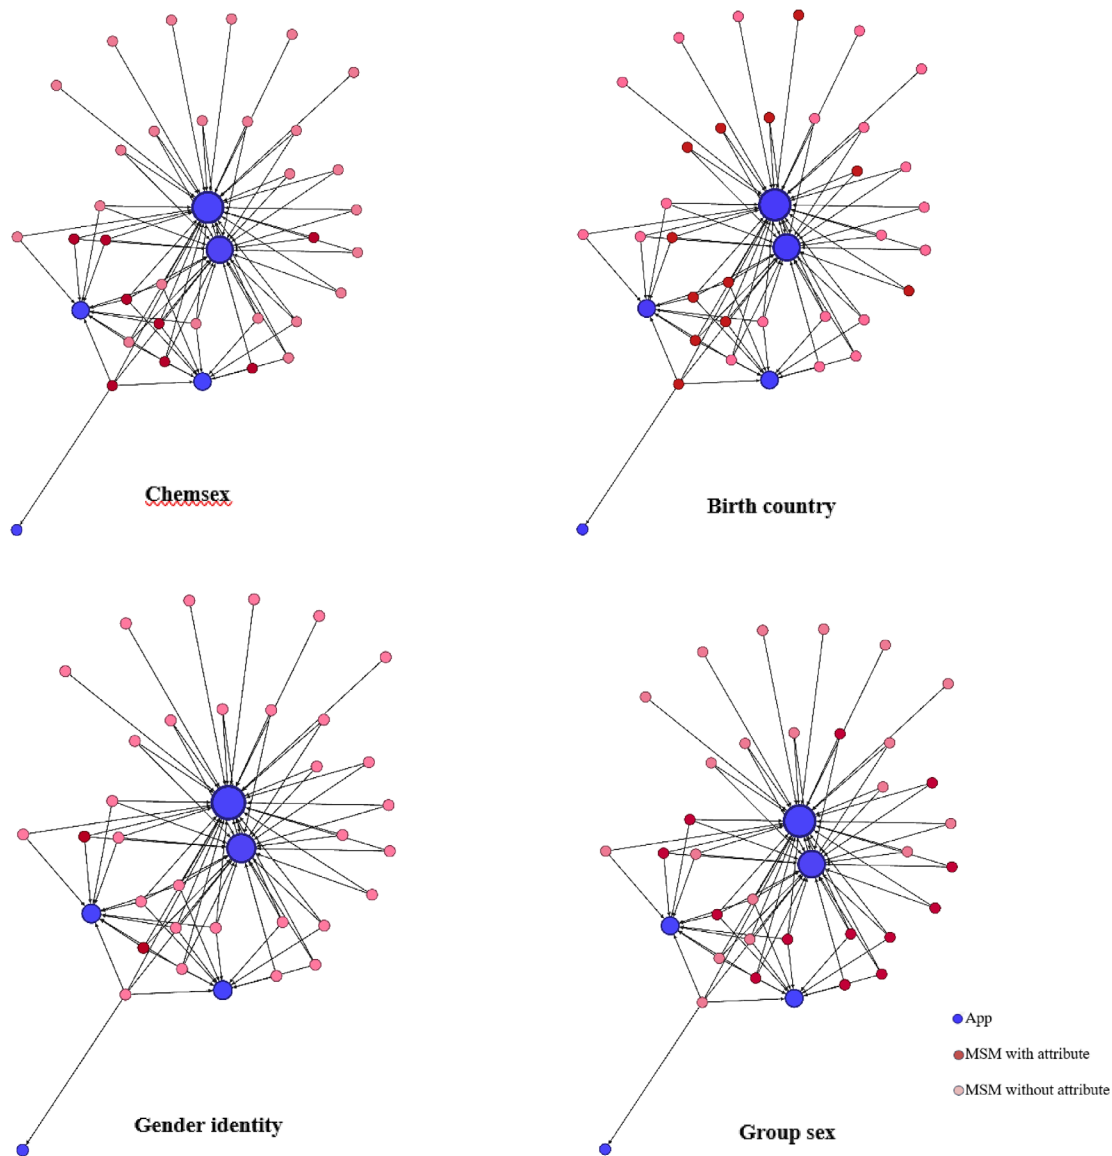 Chemsex
Birth country
Gender identity
Group sex
App
MSM with attribute
MSM without attribute